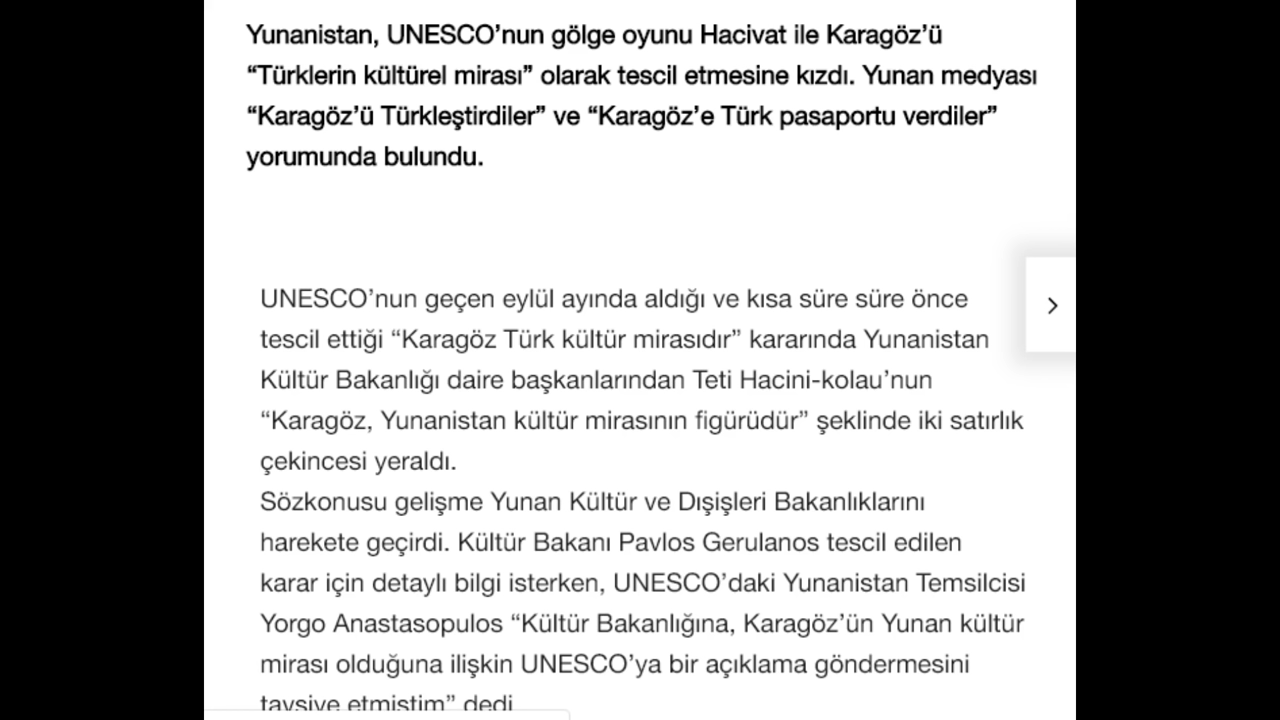 Yunanistan, UNESCO’nun gölge oyunu Hacivat ile Karagöz’ü
“Türklerin kültürel mirası” olarak tescil etmesine kızdı. Yunan medyası
“Karagöz’ü Türkleştirdiler” ve “Karagöz’e Türk pasaportu verdiler”
yorumunda bulundu.
UNESCO’nun geçen eylül ayında aldığı ve kısa süre süre önce
tescil ettiği “Karagöz Türk kültür mirasıdır” kararında Yunanistan
Kültür Bakanlığı daire başkanlarından Teti Hacini-kolau’nun
“Karagöz, Yunanistan kültür mirasının figürüdür” şeklinde iki satırlık
çekincesi yeraldı.
Sözkonusu gelişme Yunan Kültür ve Dışişleri Bakanlıklarını
harekete geçirdi. Kültür Bakanı Pavlos Gerulanos tescil edilen
karar için detaylı bilgi isterken, UNESCO’daki Yunanistan Temsilcisi
Yorgo Anastasopulos “Kültür Bakanlığına, Karagöz’ün Yunan kültür
mirası olduğuna ilişkin UNESCO’ya bir açıklama göndermesini
tavsiye etmiştim” dedi